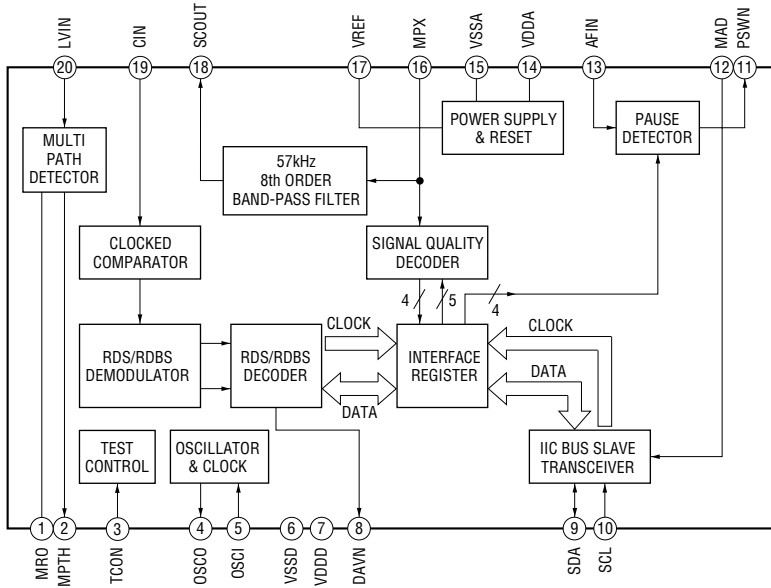 LVIN
CIN
SCOUT
VREF
MPX
VSSA
VDDA
AFIN
MAD
PSWN
20
19
18
17
16
15
14
13
12
11
MULTI
PATH
DETECTOR
57kHz
8th ORDER
BAND-PASS FILTER
POWER SUPPLY
& RESET
PAUSE
DETECTOR
CLOCKED
COMPARATOR
SIGNAL QUALITY
DECODER
4
5
4
CLOCK
CLOCK
RDS/RDBS
DEMODULATOR
RDS/RDBS
DECODER
INTERFACE
REGISTER
DATA
DATA
TEST
CONTROL
OSCILLATOR
& CLOCK
IIC BUS SLAVE
TRANSCEIVER
1
2
3
4
5
6
7
8
9
10
MRO
MPTH
TCON
OSCO
OSCI
VSSD
VDDD
DAVN
SDA
SCL